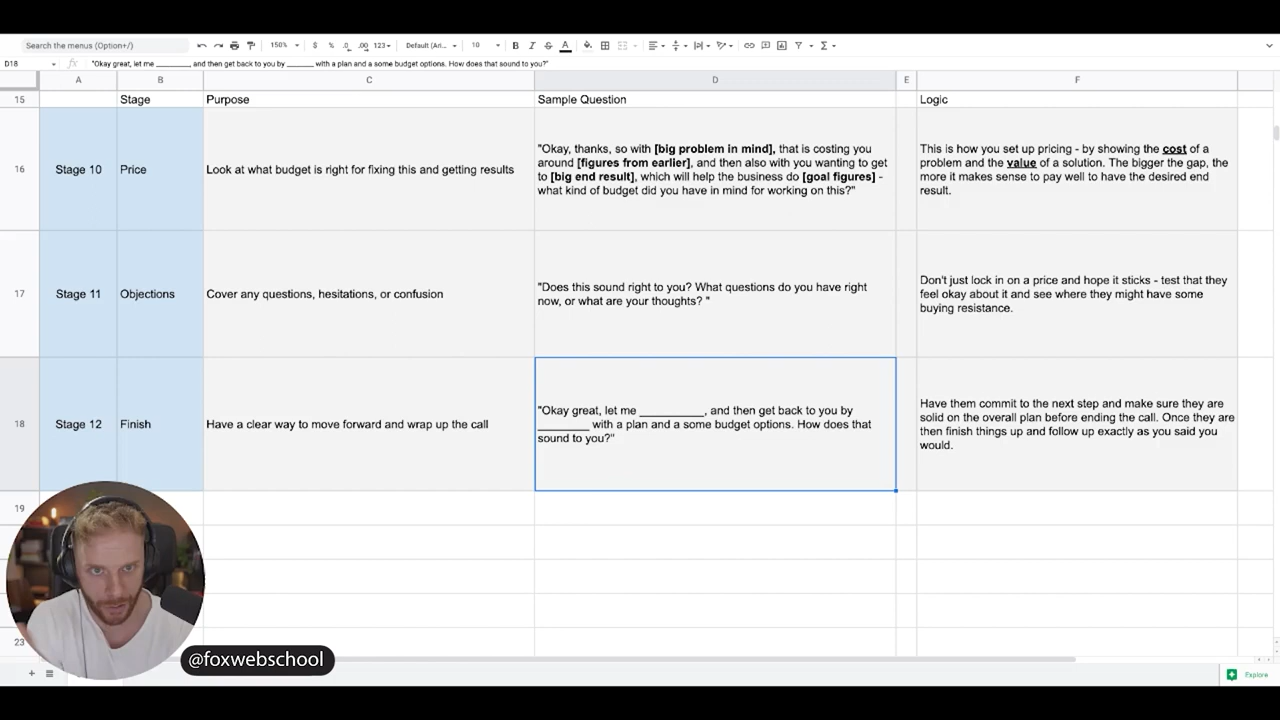 Search the menus (Option+/)
150%
$ % .0 .00 123
Default (Ari...
10
B I S A
D18
fx
"Okay great, let me __________, and then get back to you by ________ with a plan and a some budget options. How does that sound to you?"
A B C D E F
15 Stage Purpose Sample Question Logic
16
Stage 10
Price
Look at what budget is right for fixing this and getting results
"Okay, thanks, so with [big problem in mind], that is costing you
around [figures from earlier], and then also with you wanting to get
to [big end result], which will help the business do [goal figures] -
what kind of budget did you have in mind for working on this?"
This is how you set up pricing - by showing the cost of a
problem and the value of a solution. The bigger the gap, the
more it makes sense to pay well to have the desired end
result.
17
Stage 11
Objections
Cover any questions, hesitations, or confusion
"Does this sound right to you? What questions do you have right
now, or what are your thoughts? "
Don't just lock in on a price and hope it sticks - test that they
feel okay about it and see where they might have some
buying resistance.
18
Stage 12
Finish
Have a clear way to move forward and wrap up the call
"Okay great, let me __________, and then get back to you by
________ with a plan and a some budget options. How does that
sound to you?"
Have them commit to the next step and make sure they are
solid on the overall plan before ending the call. Once they are
then finish things up and follow up exactly as you said you
would.
19
23
@foxwebschool
Explore